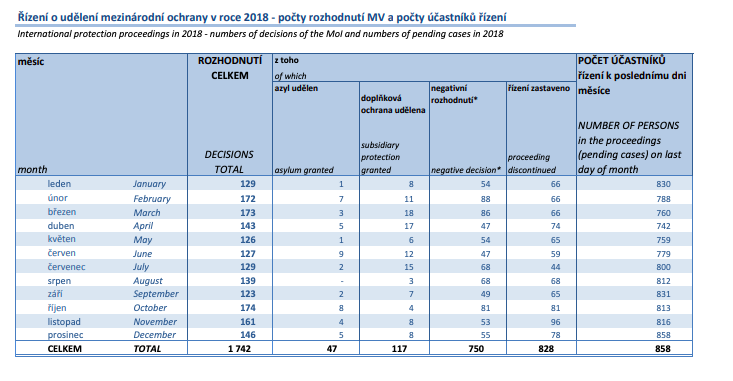 Řízení o udělení mezinárodní ochrany v roce 2018 - počty rozhodnutí MV a počty účastníků řízení
International protection proceedings in 2018 - numbers of decisions of the MoI and numbers of pending cases in 2018
měsíc ROZHODNUTÍ z toho POČET ÚČASTNÍKŮ
CELKEM of which řízení k poslednímu dni
azyl udělen negativní řízení zastaveno měsíce
doplňková rozhodnutí*
ochrana udělena
NUMBER OF PERSONS
subsidiary in the proceedings
DECISIONS protection proceeding (pending cases) on last
month TOTAL asylum granted granted negative decision* discontinued day of month
leden January 129 1 8 54 66 830
únor February 172 7 11 88 66 788
březen March 173 3 18 86 66 760
duben April 143 5 17 47 74 742
květen May 126 1 6 54 65 759
červen June 127 9 12 47 59 779
červenec July 129 2 15 68 44 800
srpen August 139 - 3 68 68 812
září September 123 2 7 49 65 831
říjen October 174 8 4 81 81 813
listopad November 161 4 8 53 96 816
prosinec December 146 5 8 55 78 858
CELKEM TOTAL 1 742 47 117 750 828 858